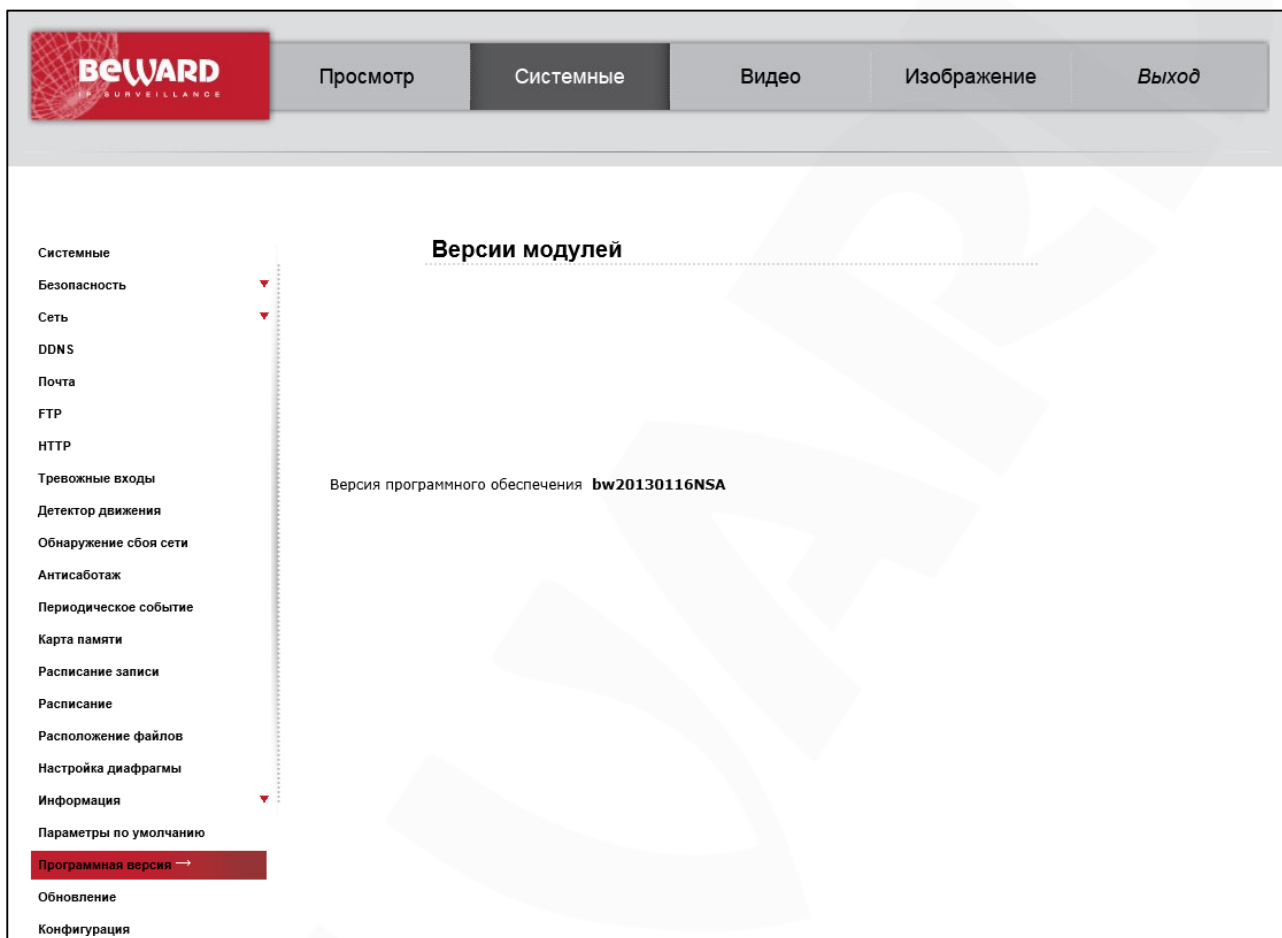 BEWARD
IP SURVEILLANCE
Просмотр
Системные
Видео
Изображение
Выход
Версии модулей
Системные
Безопасность
Сеть
DDNS
Почта
FTP
HTTP
Тревожные входы
Детектор движения
Обнаружение сбоя сети
Антисаботаж
Периодическое событие
Карта памяти
Расписание записи
Расписание
Расположение файлов
Настройка диафрагмы
Информация
Параметры по умолчанию
Программная версия →
Обновление
Конфигурация
Версия программного обеспечения bw20130116NSA